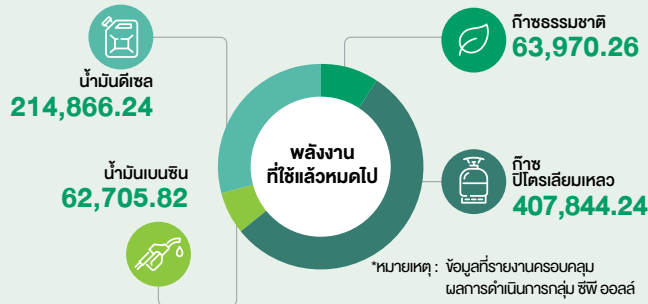 น้ำมันดีเซล
214,866.24
น้ำมันเบนซิน
62,705.82
พลังงาน
ที่ใช้แล้วหมดไป
ก๊าซธรรมชาติ
63,970.26
ก๊าซ
ปิโตรเลียมเหลว
407,844.24
*หมายเหตุ : ข้อมูลที่รายงานครอบคลุม
ผลการดำเนินการกลุ่ม ซีพี ออลล์